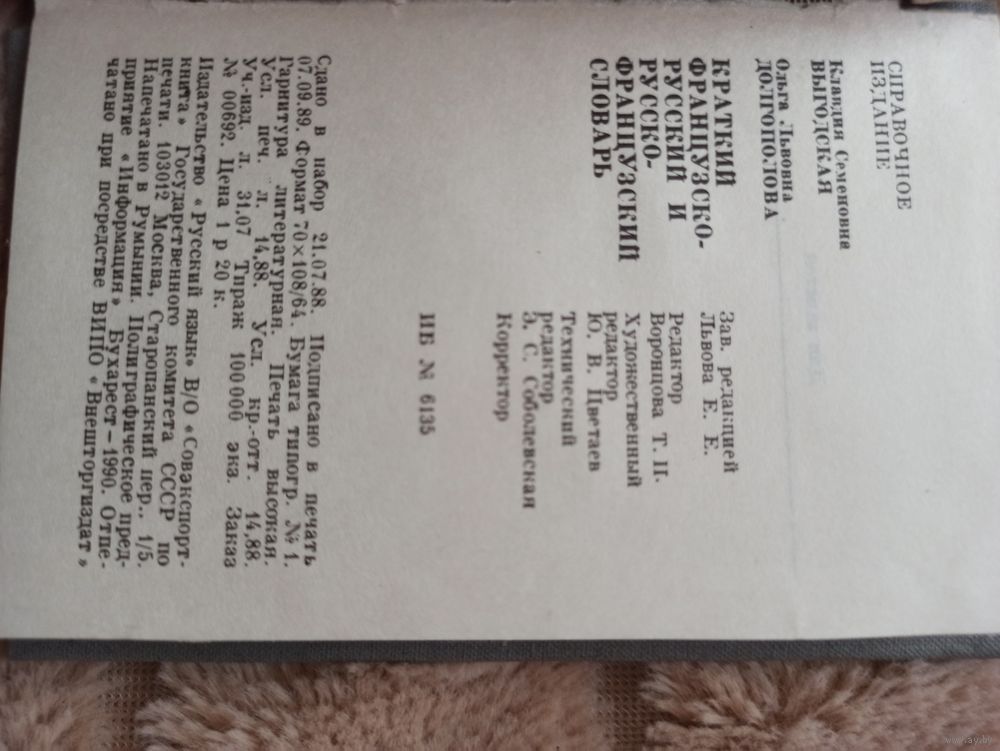 СПРАВОЧНОЕ
ИЗДАНИЕ
Клавдия Семеновна
ВЫГОДСКАЯ
Ольга Львовна
ДОЛГОПОЛОВА
КРАТКИЙ
ФРАНЦУЗСКО-
РУССКИЙ И
РУССКО-
ФРАНЦУЗСКИЙ
СЛОВАРЬ
Зав. редакцией
Львова Е. Е.
Редактор
Воронцова Т. П.
Художественный
редактор
Ю. В. Цветаев
Технический
редактор
Э. С. Соболевская
Корректор
ИБ № 6135
Сдано в набор 21.07.88. Подписано в печать
07.09.89. Формат 70×108/64. Бумага типогр. № 1.
Гарнитура литературная. Печать высокая.
Усл. печ. л. 14,88. Усл. кр.-отт. 14,88.
Уч.-изд. л. 31,07 Тираж 100000 экз. Заказ
№ 00692. Цена 1 р 20 к.
Издательство «Русский язык» В/О «Совэкспорт-
книга» Государственного комитета СССР по
печати. 103012 Москва, Старопанский пер., 1/5.
Напечатано в Румынии. Полиграфическое пред-
приятие «Информация» Бухарест–1990. Отпе-
чатано при посредстве ВИПО «Внешторгиздат»
www.ay.by